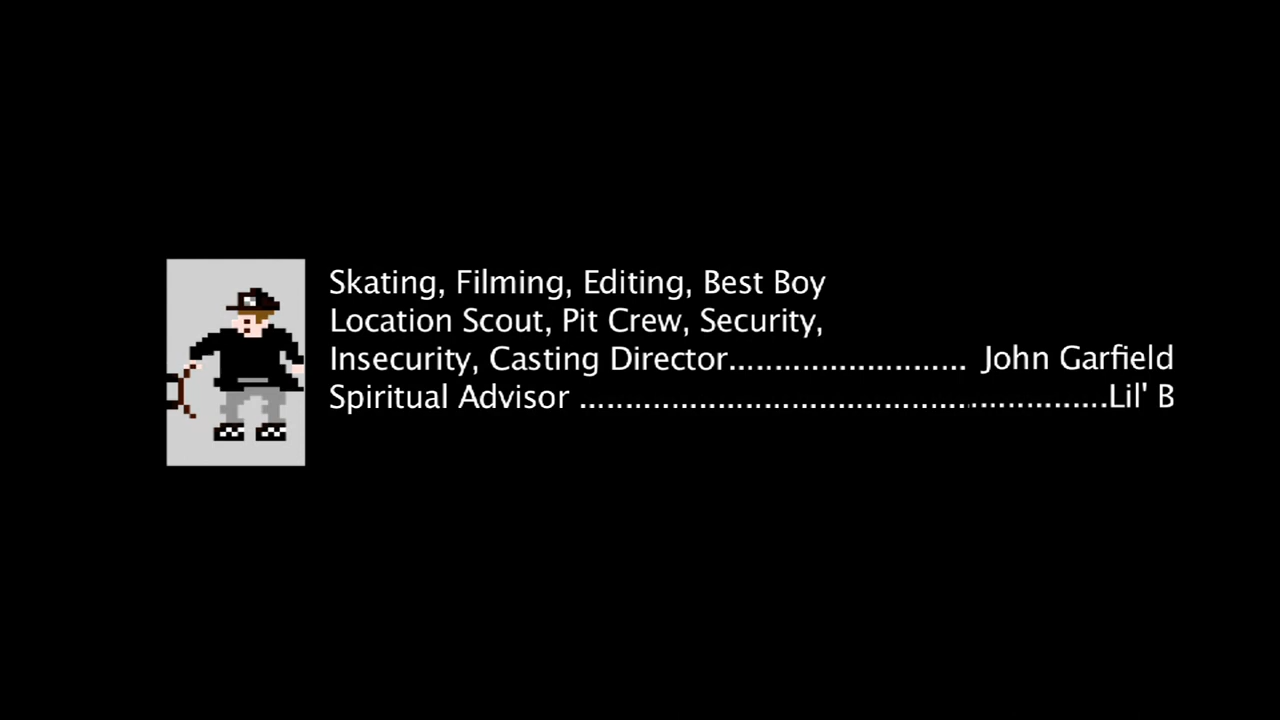 Skating, Filming, Editing, Best Boy
Location Scout, Pit Crew, Security,
Insecurity, Casting Director.......................... John Garfield
Spiritual Advisor .........................................................Lil' B